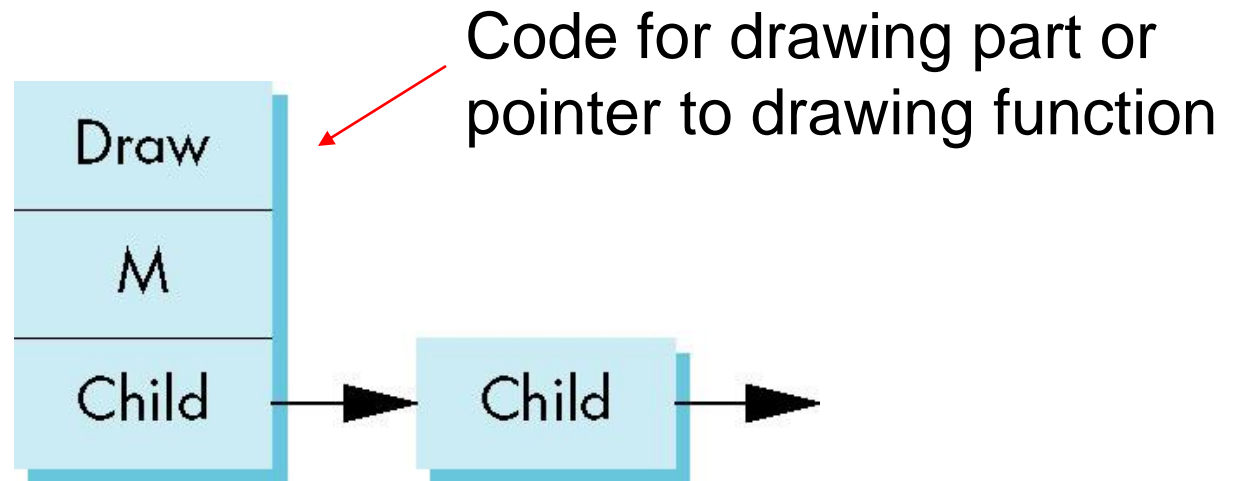 Code for drawing part or
pointer to drawing function
Draw
M
Child
Child